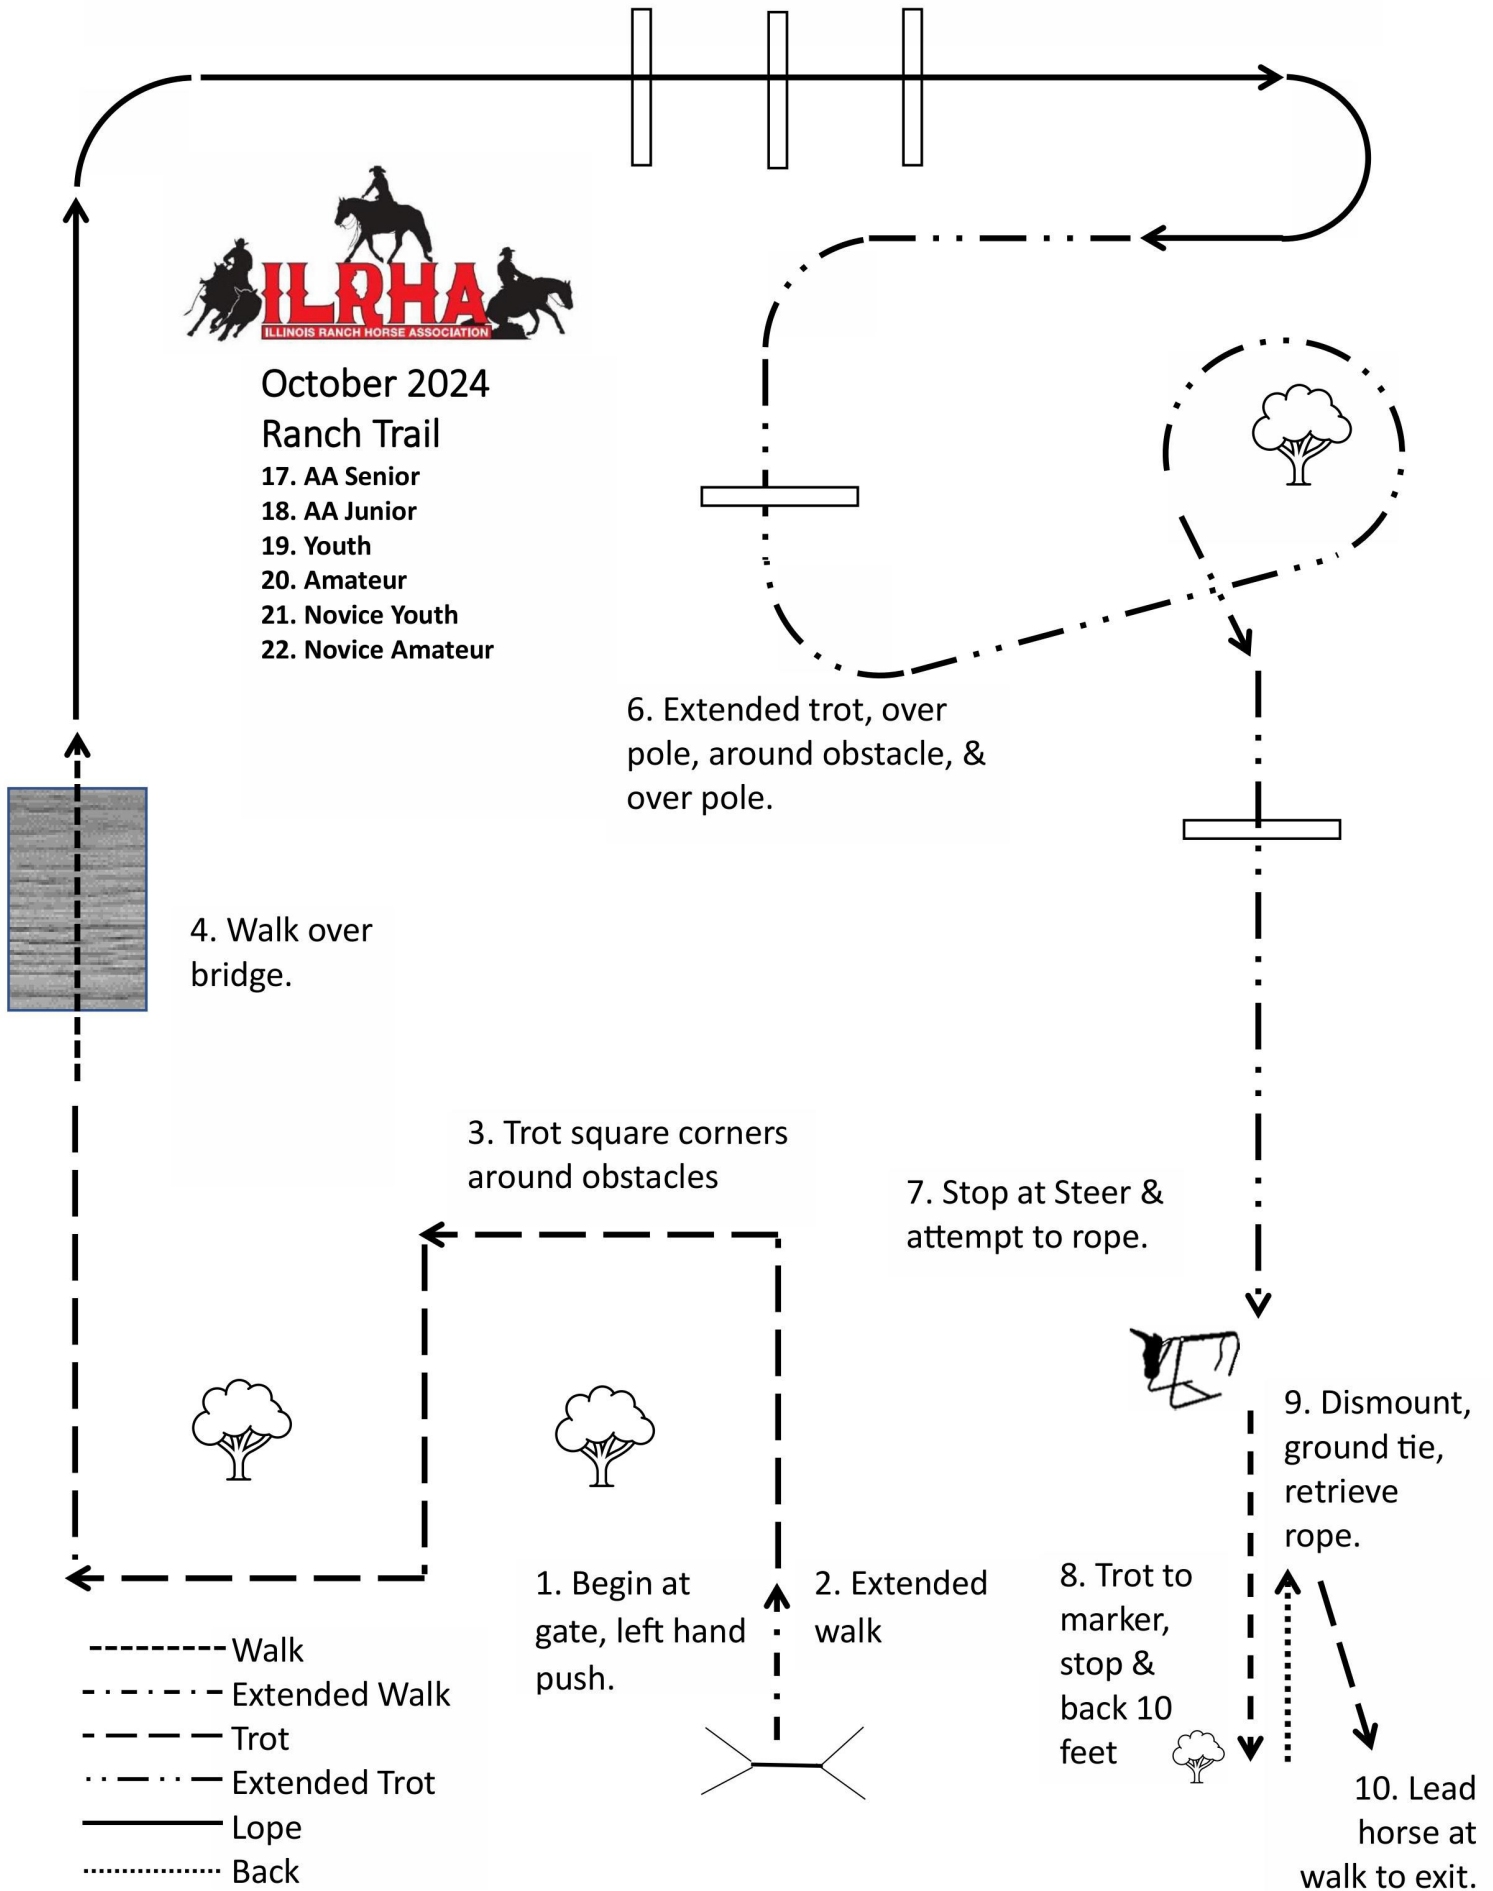 ILRHA
ILLINOIS RANCH HORSE ASSOCIATION
October 2024
Ranch Trail
17. AA Senior
18. AA Junior
19. Youth
20. Amateur
21. Novice Youth
22. Novice Amateur
6. Extended trot, over
pole, around obstacle, &
over pole.
4. Walk over
bridge.
3. Trot square corners
around obstacles
7. Stop at Steer &
attempt to rope.
9. Dismount,
ground tie,
retrieve
rope.
1. Begin at
gate, left hand
push.
2. Extended
walk
8. Trot to
marker,
stop &
back 10
feet
10. Lead
horse at
walk to exit.
Walk
Extended Walk
Trot
Extended Trot
Lope
Back